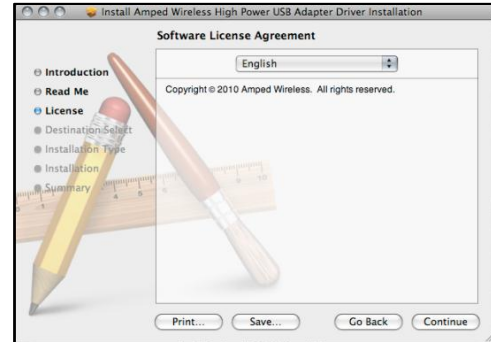 Install Amped Wireless High Power USB Adapter Driver Installation
Software License Agreement
Introduction
Read Me
License
Destination Select
Installation Type
Installation
Summary
English
Copyright © 2010 Amped Wireless. All rights reserved.
Print...
Save...
Go Back
Continue